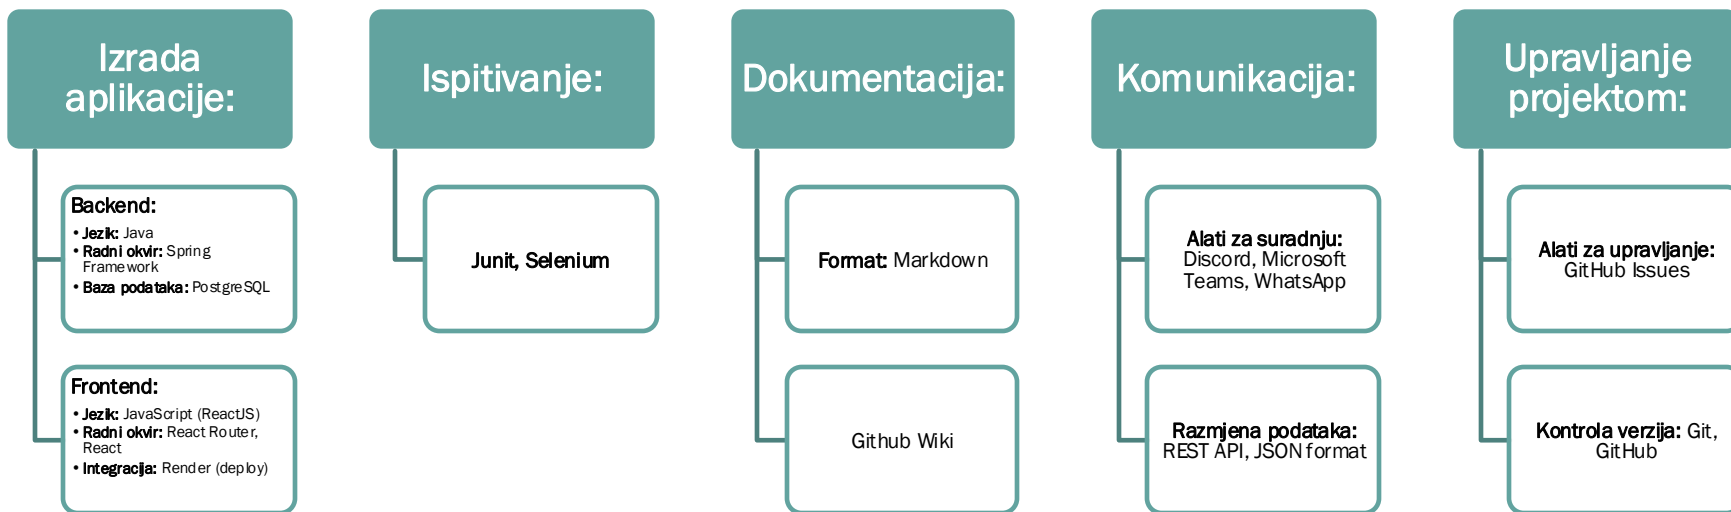 Izrada
aplikacije:
Backend:
• Jezik: Java
• Radni okvir: Spring
Framework
• Baza podataka: PostgreSQL
Frontend:
• Jezik: JavaScript (ReactJS)
• Radni okvir: React Router,
React
• Integracija: Render (deploy)
Ispitivanje:
Junit, Selenium
Dokumentacija:
Format: Markdown
Github Wiki
Komunikacija:
Alati za suradnju:
Discord, Microsoft
Teams, WhatsApp
Razmjena podataka:
REST API, JSON format
Upravljanje
projektom:
Alati za upravljanje:
GitHub Issues
Kontrola verzija: Git,
GitHub